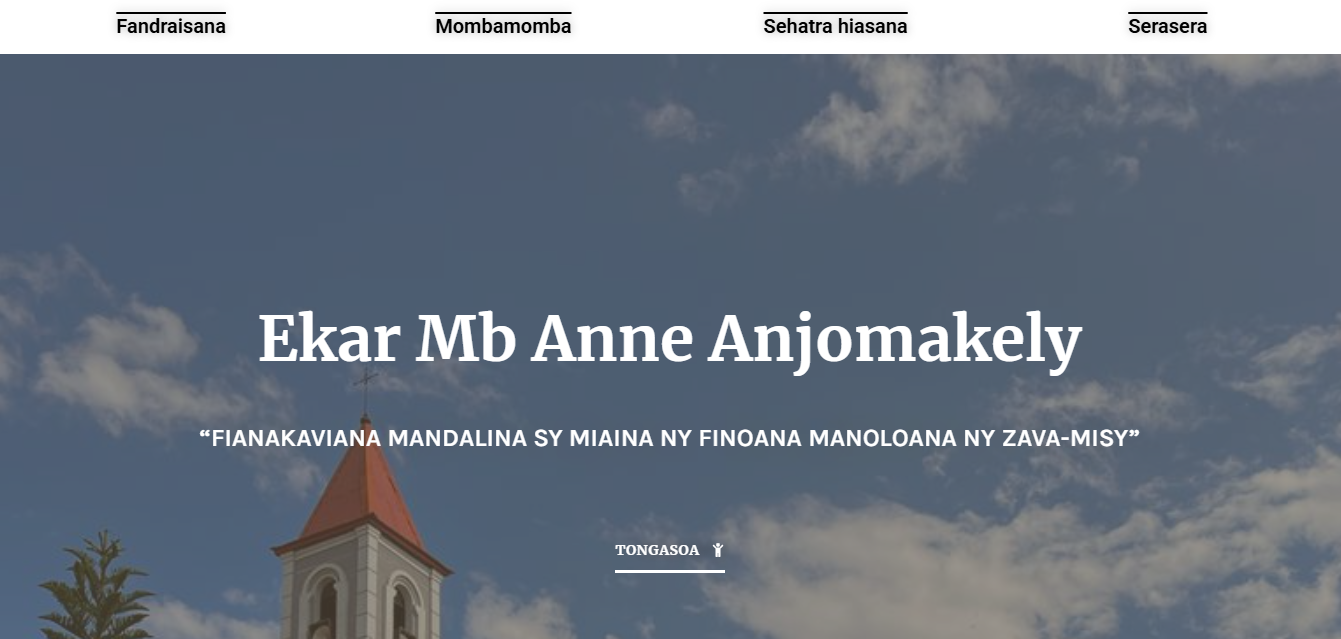 Fandraisana
Mombamomba
Sehatra hiasana
Serasera
Ekar Mb Anne Anjomakely
“FIANAKAVIANA MANDALINA SY MIAINA NY FINOANA MANOLOANA NY ZAVA-MISY”
TONGASOA